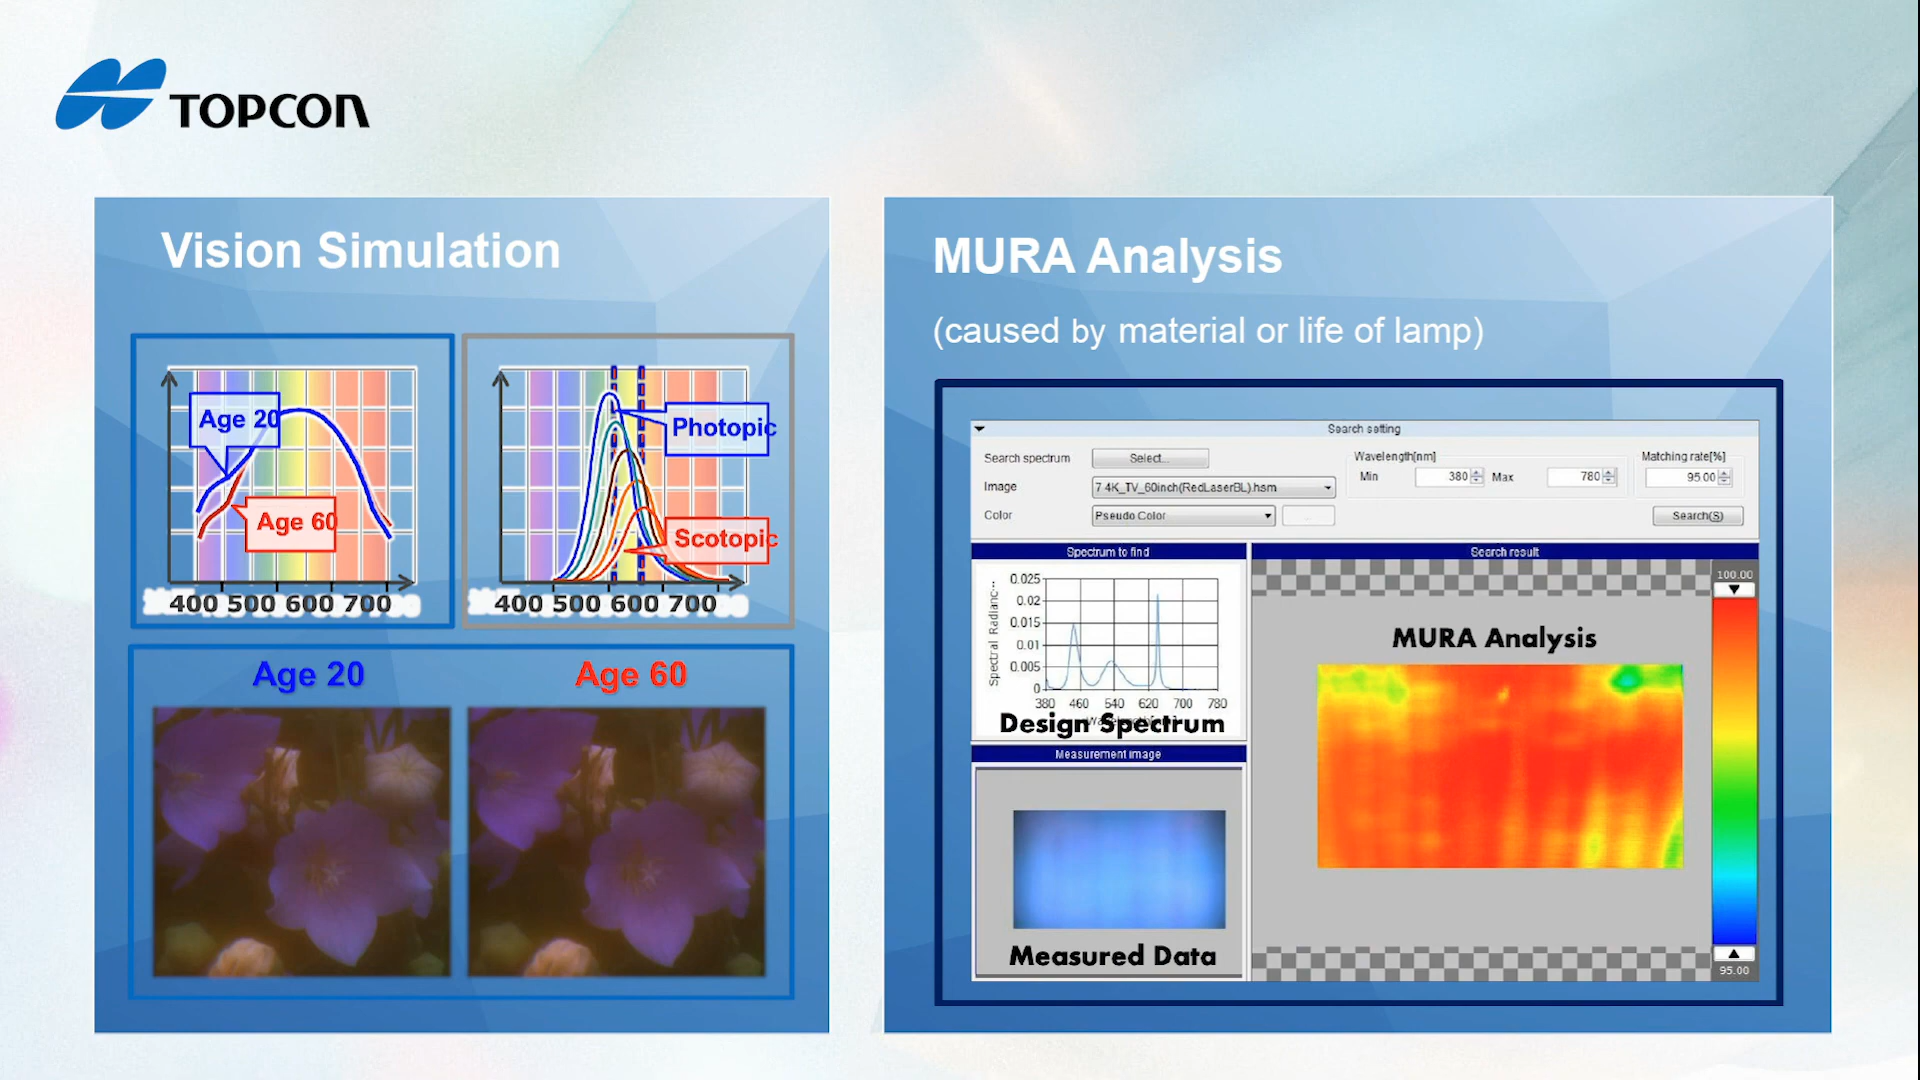 TOPCON
Vision Simulation
Age 20
Age 60
400 500 600 700
Photopic
Scotopic
400 500 600 700
Age 20
Age 60
MURA Analysis
(caused by material or life of lamp)
Search setting
Search spectrum
Select...
Wavelength[nm]
Min
380
Max
780
Matching rate[%]
95.00
Image
7 4K_TV_60inch(RedLaserBL).hsm
Color
Pseudo Color
...
Search(S)
Spectrum to find
Spectral Radianc...
0.025
0.02
0.015
0.01
0.005
0
380 460 540 620 700 780
Design Spectrum
Measurement image
Measured Data
Search result
MURA Analysis
100.00
95.00